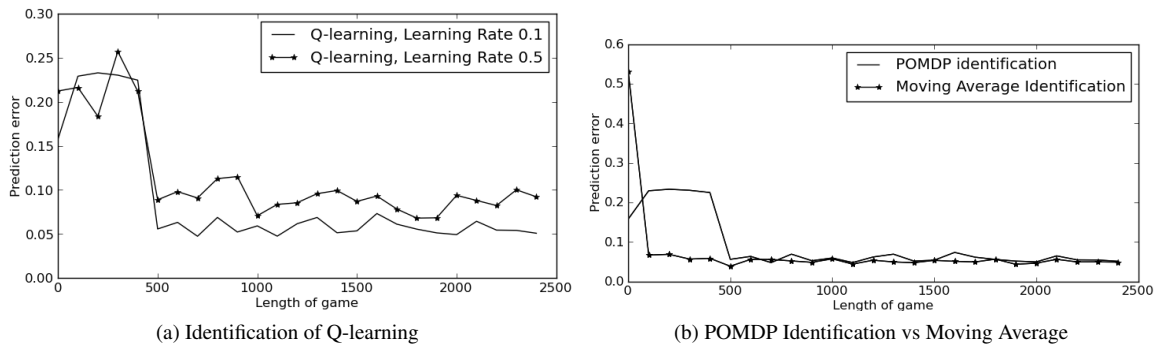 0.30
0.25
0.20
0.15
0.10
0.05
0.00
Prediction error
Q-learning, Learning Rate 0.1
Q-learning, Learning Rate 0.5
0 500 1000 1500 2000 2500
Length of game
(a) Identification of Q-learning
0.6
0.5
0.4
0.3
0.2
0.1
0.0
Prediction error
POMDP identification
Moving Average Identification
0 500 1000 1500 2000 2500
Length of game
(b) POMDP Identification vs Moving Average